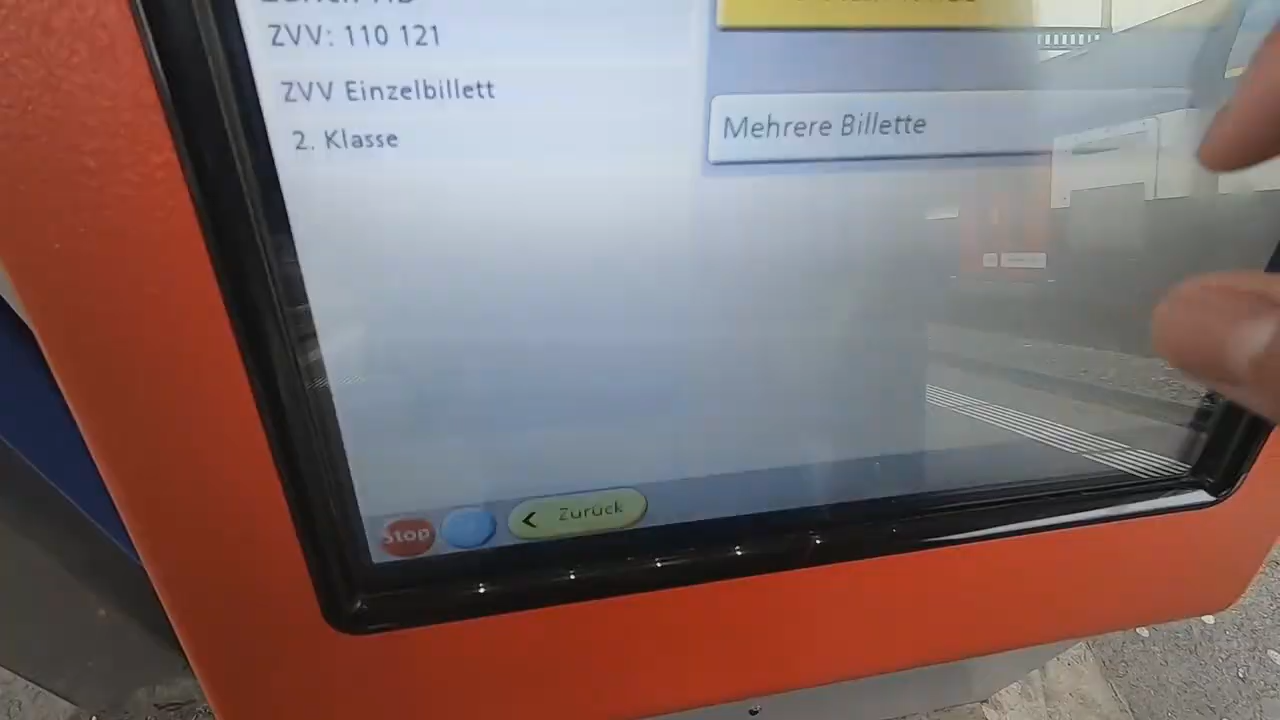 ZVV: 110 121
ZVV Einzelbillett
2. Klasse
Mehrere Billette
Stop
Zurück